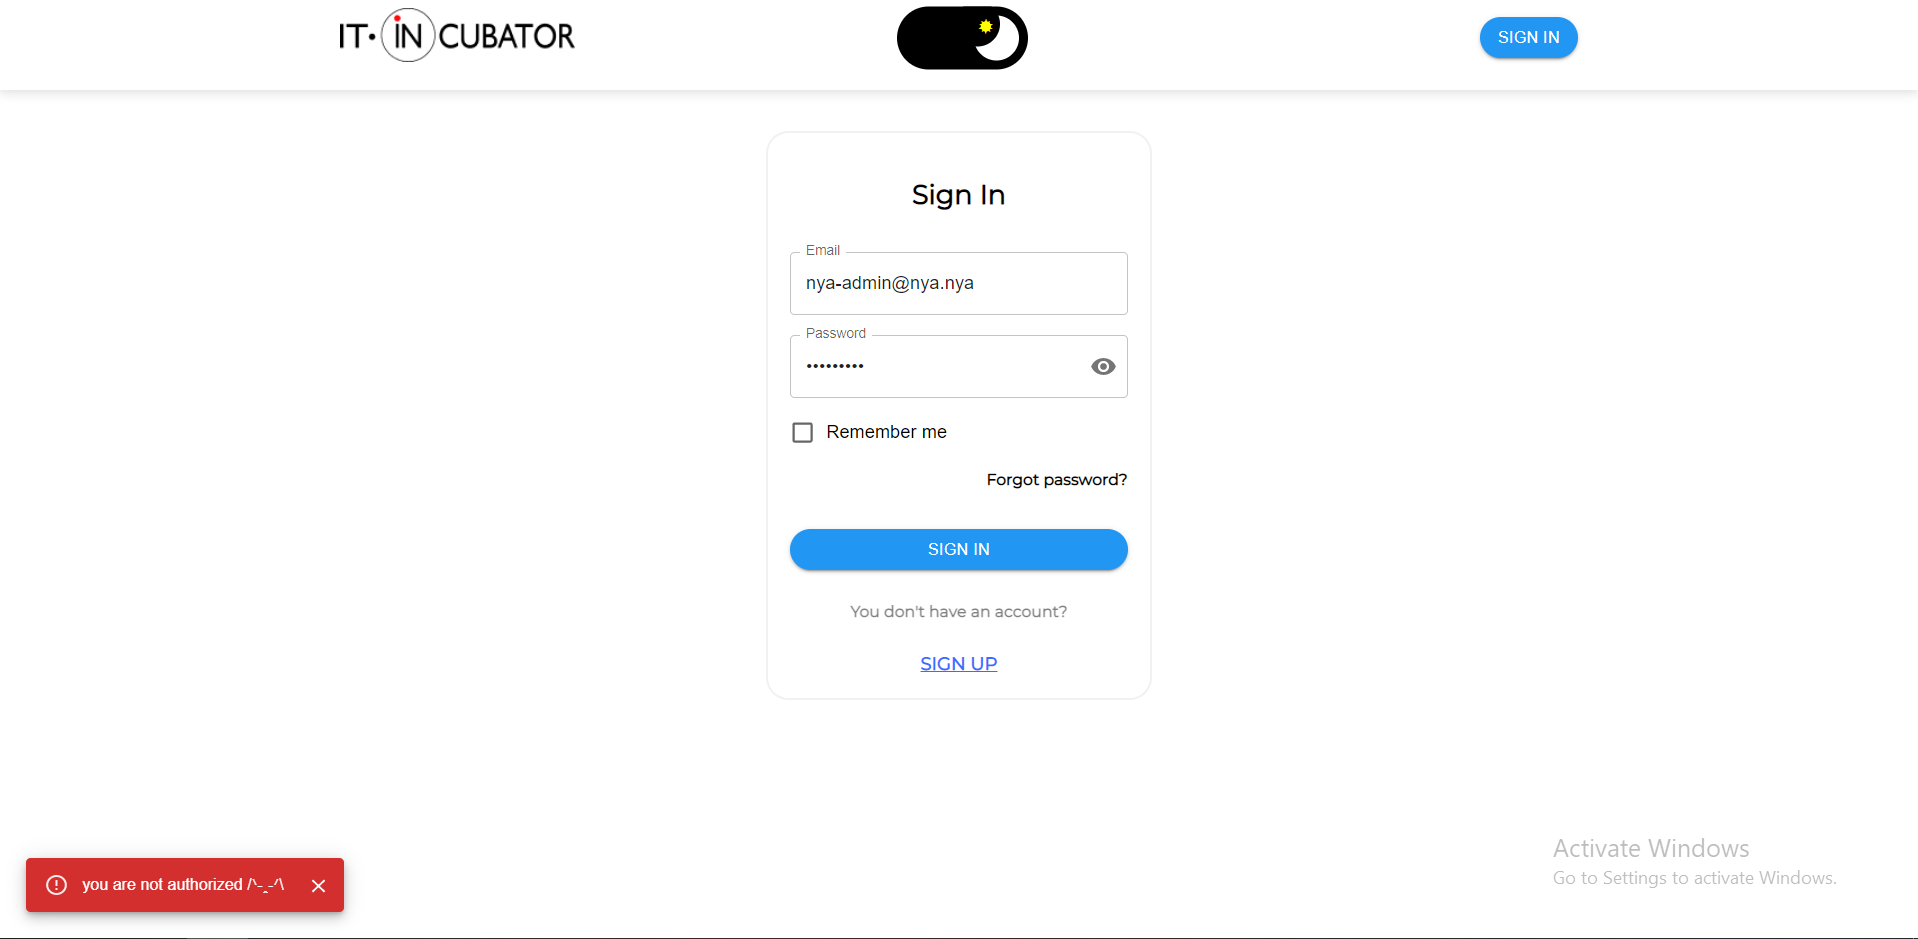 IT·INCUBATOR
SIGN IN
Sign In
Email
nya-admin@nya.nya
Password
•••••••••
Remember me
Forgot password?
SIGN IN
You don't have an account?
SIGN UP
you are not authorized /ᐠ-ꞈ-ᐟ\
Activate Windows
Go to Settings to activate Windows.